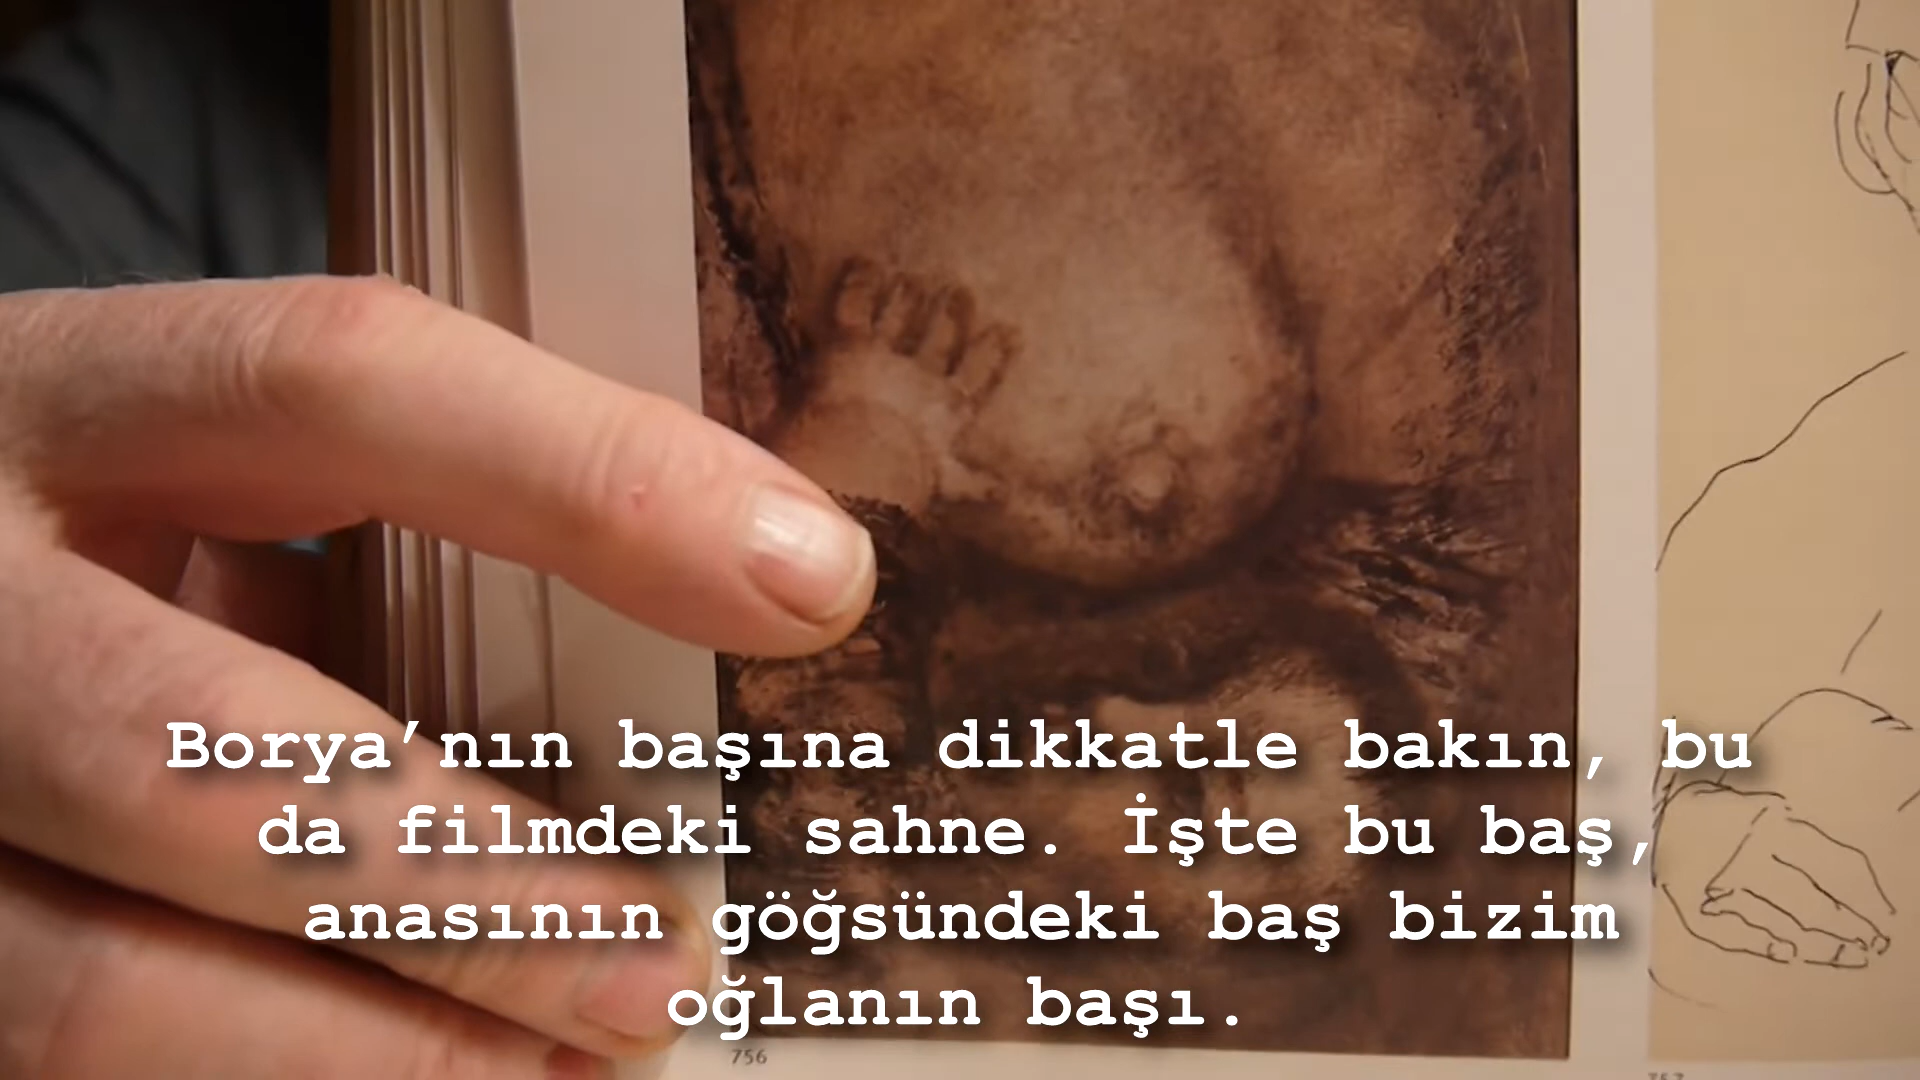 Borya’nın başına dikkatle bakın, bu
da filmdeki sahne. İşte bu baş,
anasının göğsündeki baş bizim
oğlanın başı.
756
757